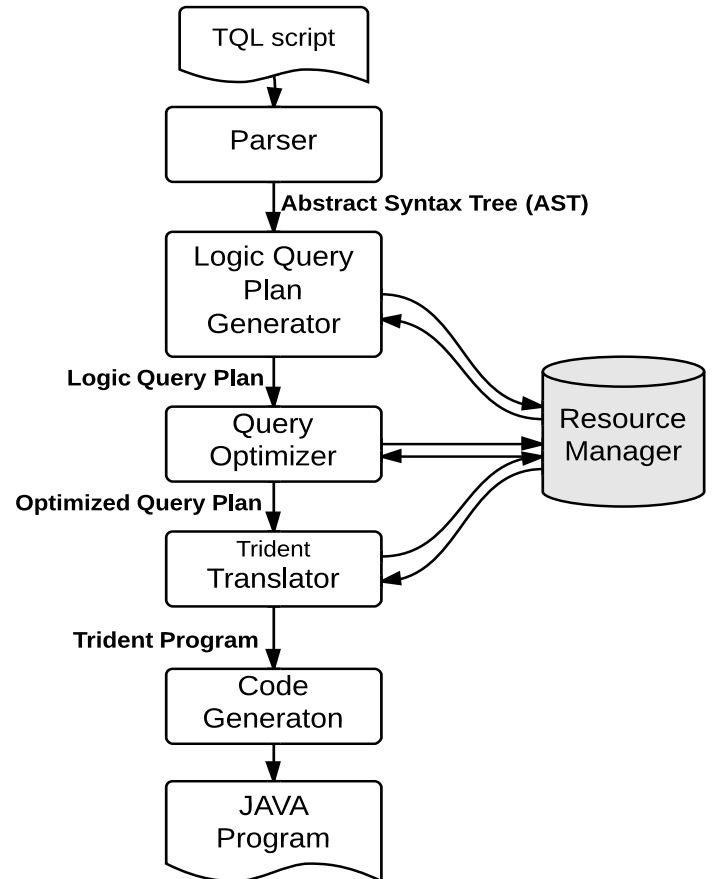 TQL script
Parser
Abstract Syntax Tree (AST)
Logic Query
Plan
Generator
Logic Query Plan
Query
Optimizer
Resource
Manager
Optimized Query Plan
Trident
Translator
Trident Program
Code
Generaton
JAVA
Program